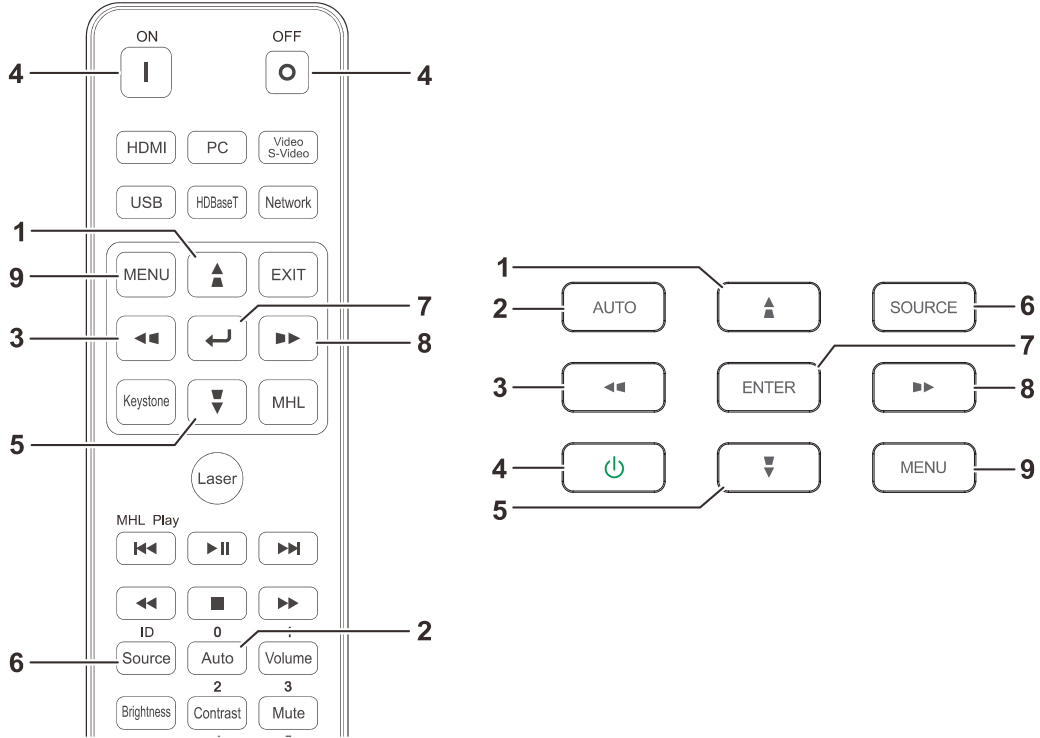 ON OFF
4 4
HDMI PC Video
S-Video
USB HDBaseT Network
1
9 MENU EXIT
7
3 8
Keystone MHL
5
Laser
MHL Play
ID 0 :
2
6 Source Auto Volume
2 3
Brightness Contrast Mute
1
2 AUTO SOURCE 6
7
3 ENTER 8
4 MENU 9
5